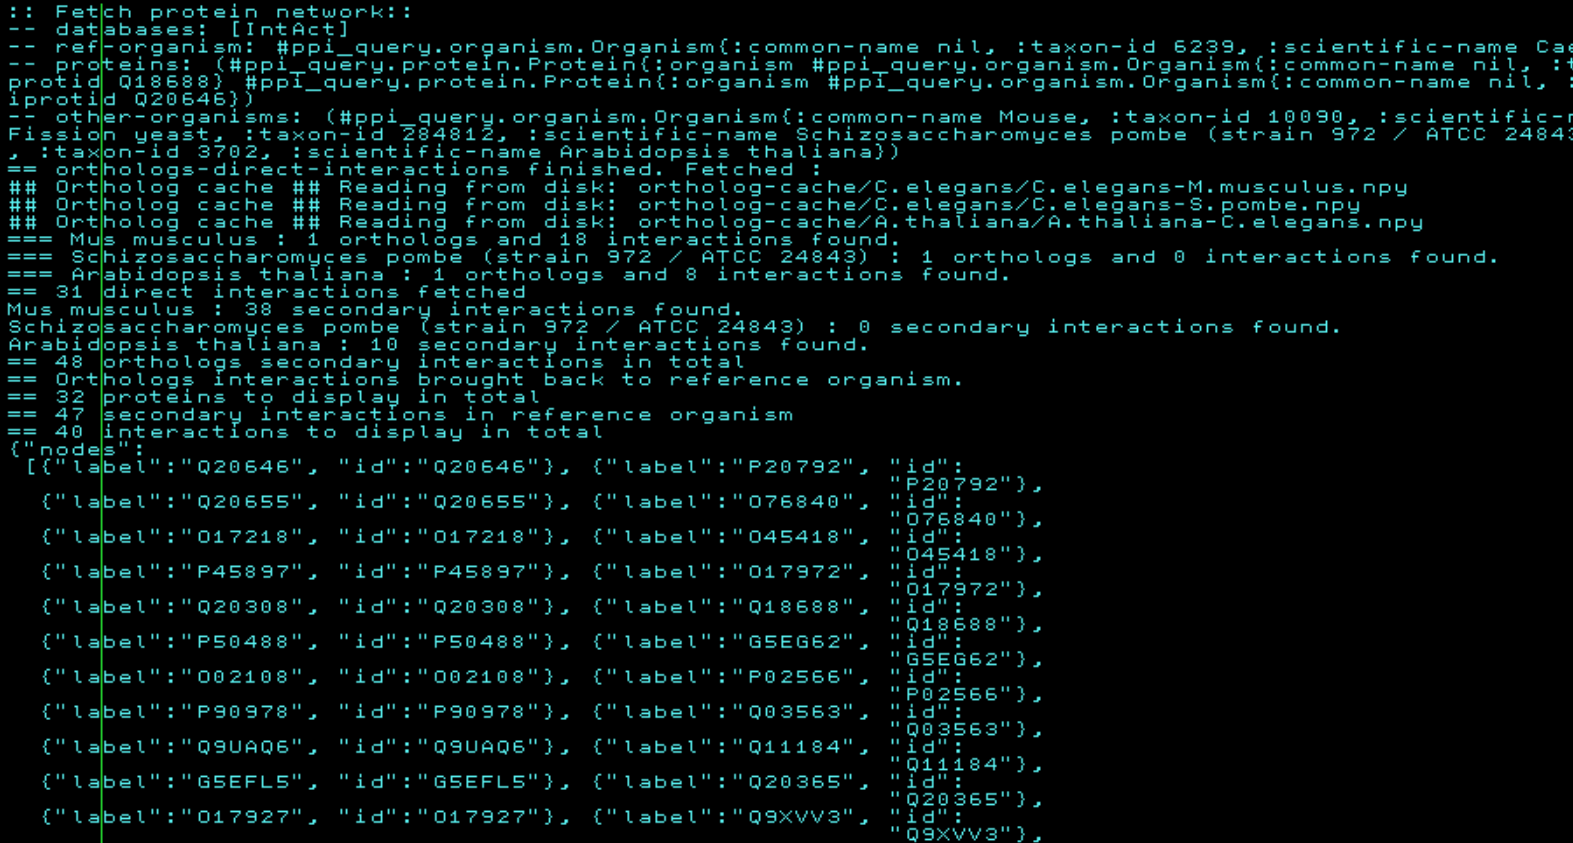 :: Fetch protein network::
-- databases: [IntAct]
-- ref-organism: #ppi_query.organism.Organism{:common-name nil, :taxon-id 6239, :scientific-name Cae
-- proteins: (#ppi_query.protein.Protein{:organism #ppi_query.organism.Organism{:common-name nil, :t
protid Q18688} #ppi_query.protein.Protein{:organism #ppi_query.organism.Organism{:common-name nil, :
iprotid Q20646})
-- other-organisms: (#ppi_query.organism.Organism{:common-name Mouse, :taxon-id 10090, :scientific-n
Fission yeast, :taxon-id 284812, :scientific-name Schizosaccharomyces pombe (strain 972 / ATCC 24843
, :taxon-id 3702, :scientific-name Arabidopsis thaliana})
== orthologs-direct-interactions finished. Fetched :
## Ortholog cache ## Reading from disk: ortholog-cache/C.elegans/C.elegans-M.musculus.npy
## Ortholog cache ## Reading from disk: ortholog-cache/C.elegans/C.elegans-S.pombe.npy
## Ortholog cache ## Reading from disk: ortholog-cache/A.thaliana/A.thaliana-C.elegans.npy
=== Mus musculus : 1 orthologs and 18 interactions found.
=== Schizosaccharomyces pombe (strain 972 / ATCC 24843) : 1 orthologs and 0 interactions found.
=== Arabidopsis thaliana : 1 orthologs and 8 interactions found.
== 31 direct interactions fetched
Mus musculus : 38 secondary interactions found.
Schizosaccharomyces pombe (strain 972 / ATCC 24843) : 0 secondary interactions found.
Arabidopsis thaliana : 10 secondary interactions found.
== 48 orthologs secondary interactions in total
== Orthologs interactions brought back to reference organism.
== 32 proteins to display in total
== 47 secondary interactions in reference organism
== 40 interactions to display in total
{"nodes":
[{"label":"Q20646", "id":"Q20646"}, {"label":"P20792", "id":
"P20792"},
{"label":"Q20655", "id":"Q20655"}, {"label":"O76840", "id":
"O76840"},
{"label":"O17218", "id":"O17218"}, {"label":"O45418", "id":
"O45418"},
{"label":"P45897", "id":"P45897"}, {"label":"O17972", "id":
"O17972"},
{"label":"Q20308", "id":"Q20308"}, {"label":"Q18688", "id":
"Q18688"},
{"label":"P50488", "id":"P50488"}, {"label":"G5EG62", "id":
"G5EG62"},
{"label":"O02108", "id":"O02108"}, {"label":"P02566", "id":
"P02566"},
{"label":"P90978", "id":"P90978"}, {"label":"Q03563", "id":
"Q03563"},
{"label":"Q9UAQ6", "id":"Q9UAQ6"}, {"label":"Q11184", "id":
"Q11184"},
{"label":"G5EFL5", "id":"G5EFL5"}, {"label":"Q20365", "id":
"Q20365"},
{"label":"O17927", "id":"O17927"}, {"label":"Q9XVV3", "id":
"Q9XVV3"},